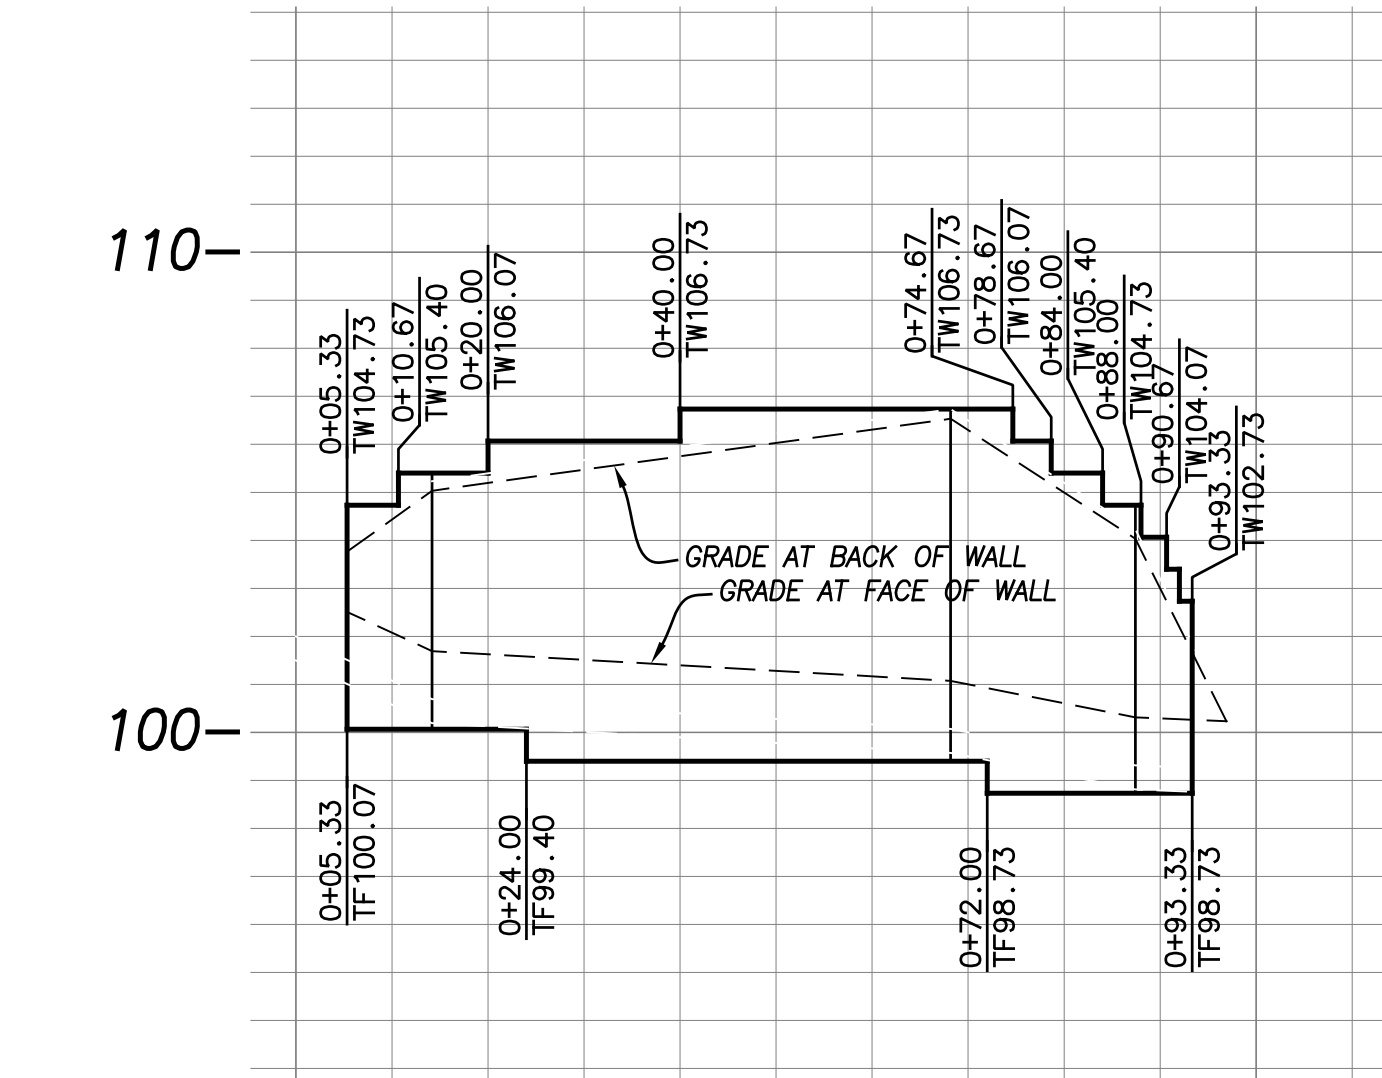 110
100
0+05.33
TW104.73
0+10.67
TW105.40
0+20.00
TW106.07
0+40.00
TW106.73
0+74.67
TW106.73
0+78.67
TW106.07
0+84.00
TW105.40
0+88.00
TW104.73
0+90.67
TW104.07
0+93.33
TW102.73
GRADE AT BACK OF WALL
GRADE AT FACE OF WALL
0+05.33
TF100.07
0+24.00
TF99.40
0+72.00
TF98.73
0+93.33
TF98.73